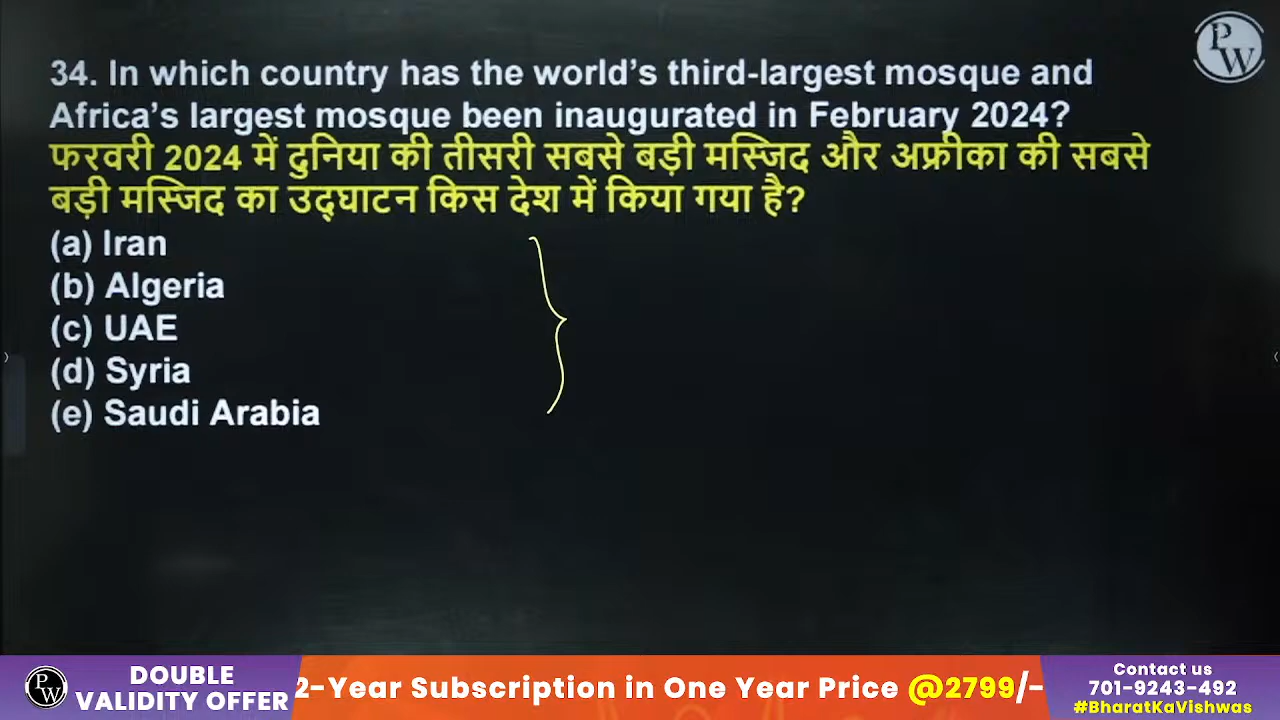 PW
34. In which country has the world's third-largest mosque and
Africa's largest mosque been inaugurated in February 2024?
फरवरी 2024 में दुनिया की तीसरी सबसे बड़ी मस्जिद और अफ्रीका की सबसे
बड़ी मस्जिद का उद्घाटन किस देश में किया गया है?
(a) Iran
(b) Algeria
(c) UAE
(d) Syria
(e) Saudi Arabia
PW
DOUBLE
VALIDITY OFFER
2-Year Subscription in One Year Price @2799/-
Contact us
701-9243-492
#BharatKaVishwas